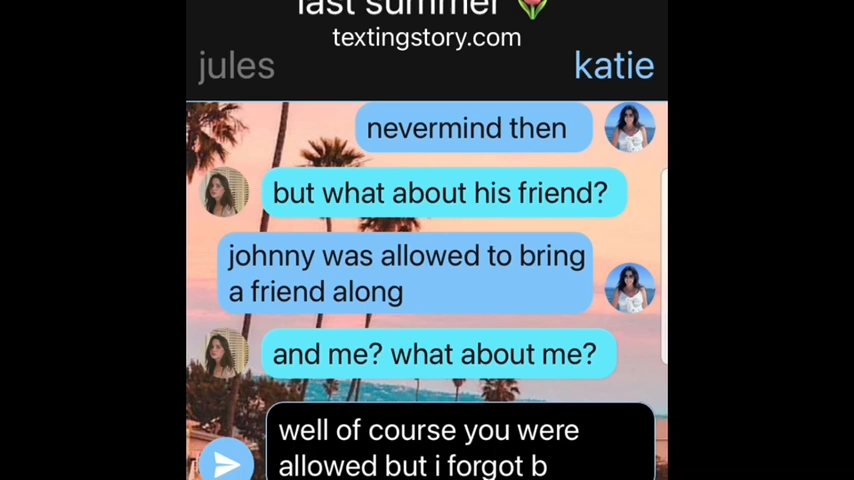 last summer 🌷
textingstory.com
jules
katie
nevermind then
but what about his friend?
johnny was allowed to bring
a friend along
and me? what about me?
well of course you were
allowed but i forgot b